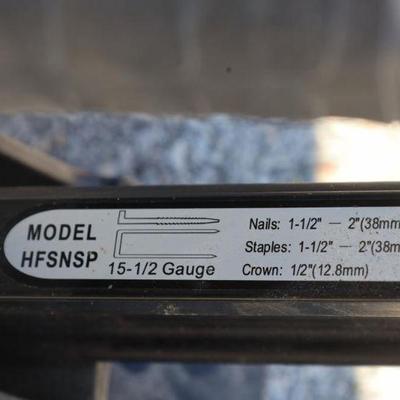 MODEL
HFSNSP
15-1/2 Gauge
Nails: 1-1/2" — 2"(38mm
Staples: 1-1/2" — 2"(38m
Crown: 1/2"(12.8mm)